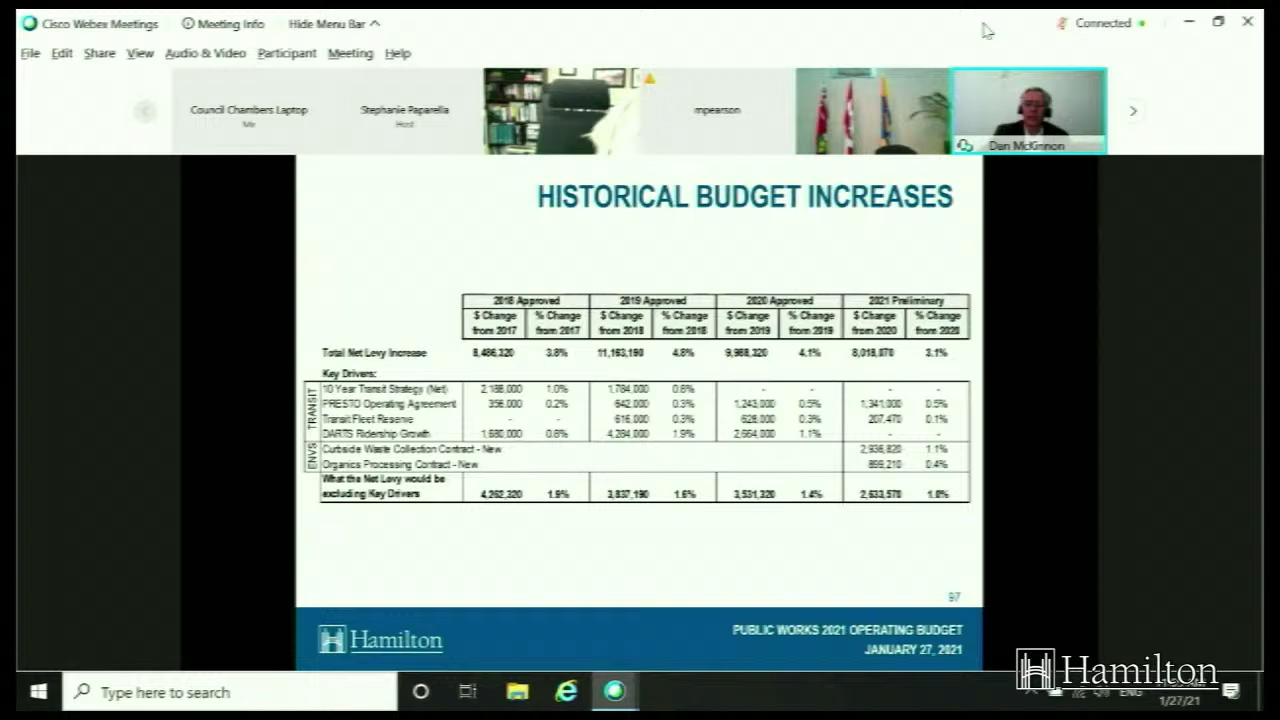 Cisco Webex Meetings Meeting Info Hide Menu Bar Connected
File Edit Share View Audio & Video Participant Meeting Help
Council Chambers Laptop
Me
Stephanie Paparella
Host
mpearson
Dan McKinnon
HISTORICAL BUDGET INCREASES
2018 Approved 2019 Approved 2020 Approved 2021 Preliminary
$ Change from 2017 % Change from 2017 $ Change from 2018 % Change from 2018 $ Change from 2019 % Change from 2019 $ Change from 2020 % Change from 2020
Total Net Levy Increase 8,486,320 3.8% 11,163,190 4.8% 9,968,320 4.1% 8,018,070 3.1%
Key Drivers:
TRANSIT
10 Year Transit Strategy (Net) 2,188,000 1.0% 1,784,000 0.8% - - - -
PRESTO Operating Agreement 356,000 0.2% 642,000 0.3% 1,243,000 0.5% 1,341,000 0.5%
Transit Fleet Reserve - - 616,000 0.3% 628,000 0.3% 207,470 0.1%
DARTS Ridership Growth 1,680,000 0.8% 4,284,000 1.9% 2,664,000 1.1% - -
ENVS
Curbside Waste Collection Contract - New 2,936,820 1.1%
Organics Processing Contract - New 899,210 0.4%
What the Net Levy would be
excluding Key Drivers 4,262,320 1.9% 3,837,190 1.6% 3,531,320 1.4% 2,633,570 1.0%
97
Hamilton
PUBLIC WORKS 2021 OPERATING BUDGET
JANUARY 27, 2021
Hamilton
Type here to search
ENG
1/27/21